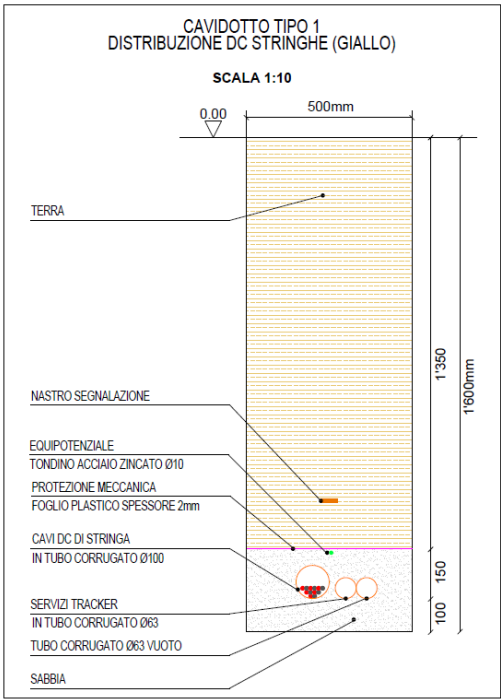 CAVIDOTTO TIPO 1
DISTRIBUZIONE DC STRINGHE (GIALLO)
SCALA 1:10
0.00
500mm
TERRA
1'350
1'600mm
NASTRO SEGNALAZIONE
EQUIPOTENZIALE
TONDINO ACCIAIO ZINCATO Ø10
PROTEZIONE MECCANICA
FOGLIO PLASTICO SPESSORE 2mm
CAVI DC DI STRINGA
IN TUBO CORRUGATO Ø100
150
SERVIZI TRACKER
IN TUBO CORRUGATO Ø63
100
TUBO CORRUGATO Ø63 VUOTO
SABBIA